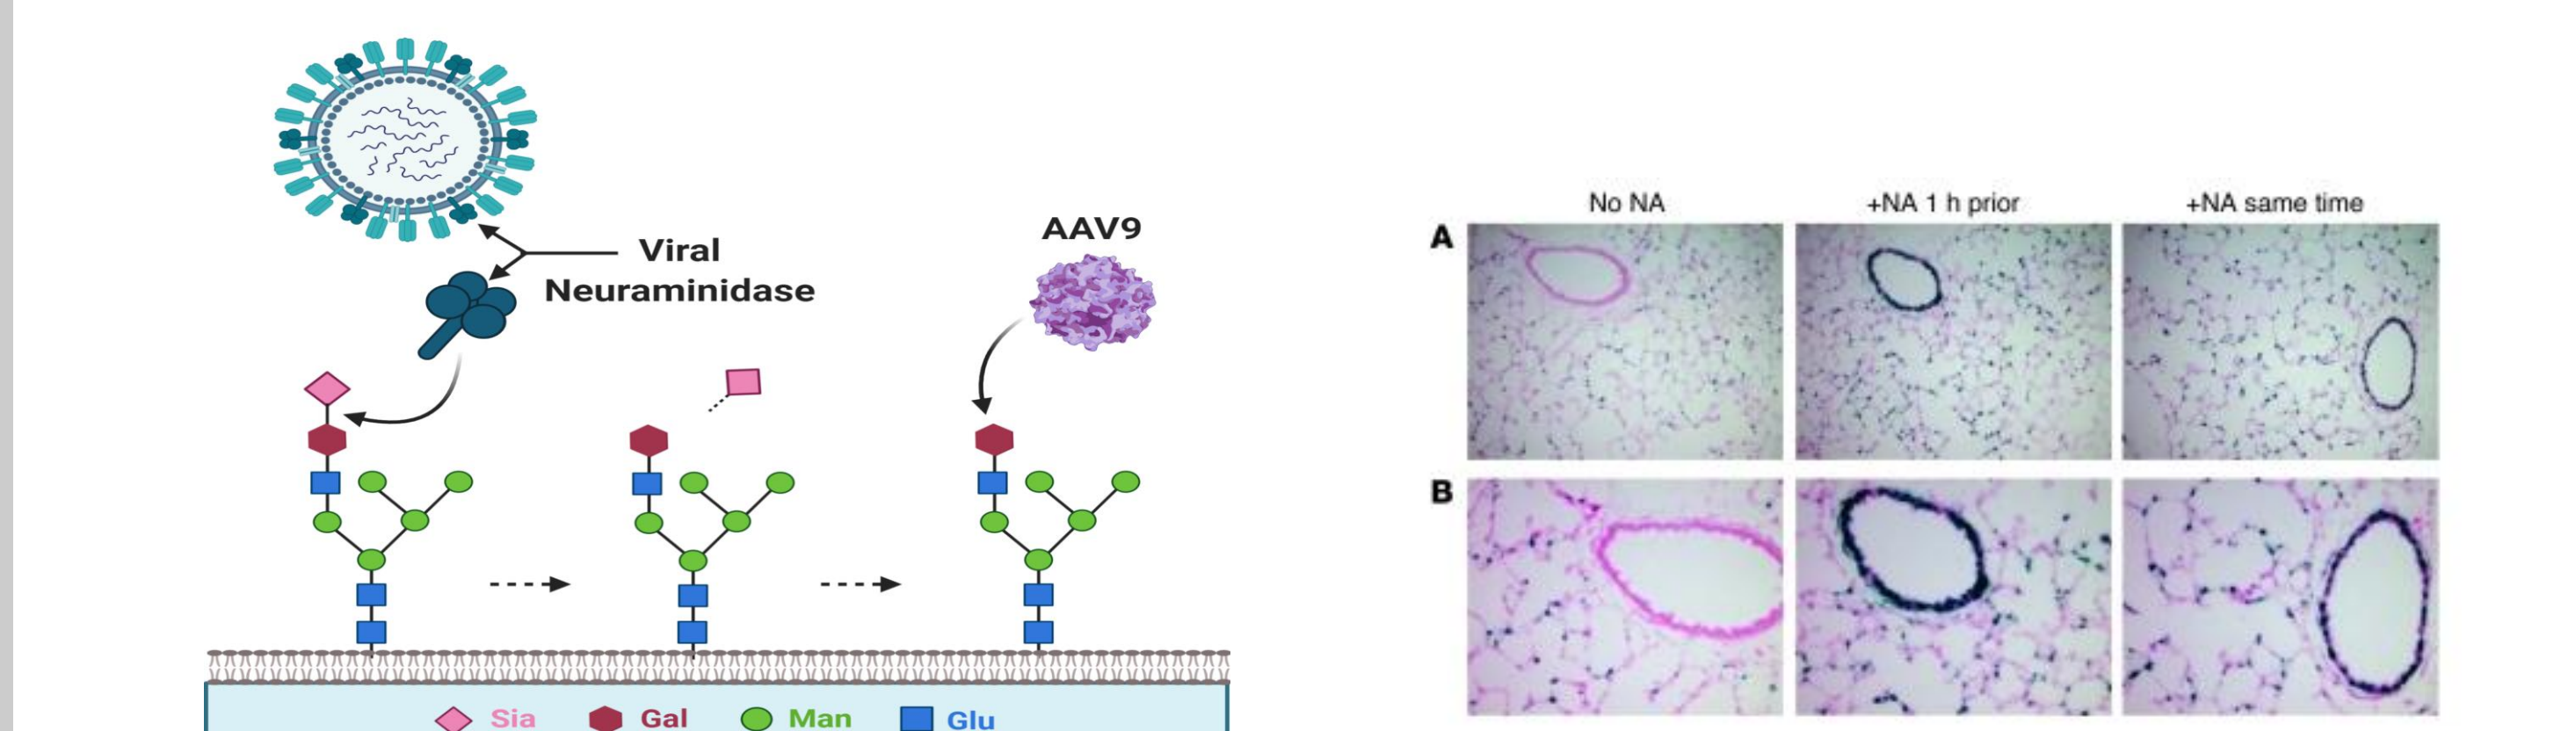 Viral
Neuraminidase
AAV9
Sia
Gal
Man
Glu
No NA
+NA 1 h prior
+NA same time
A
B